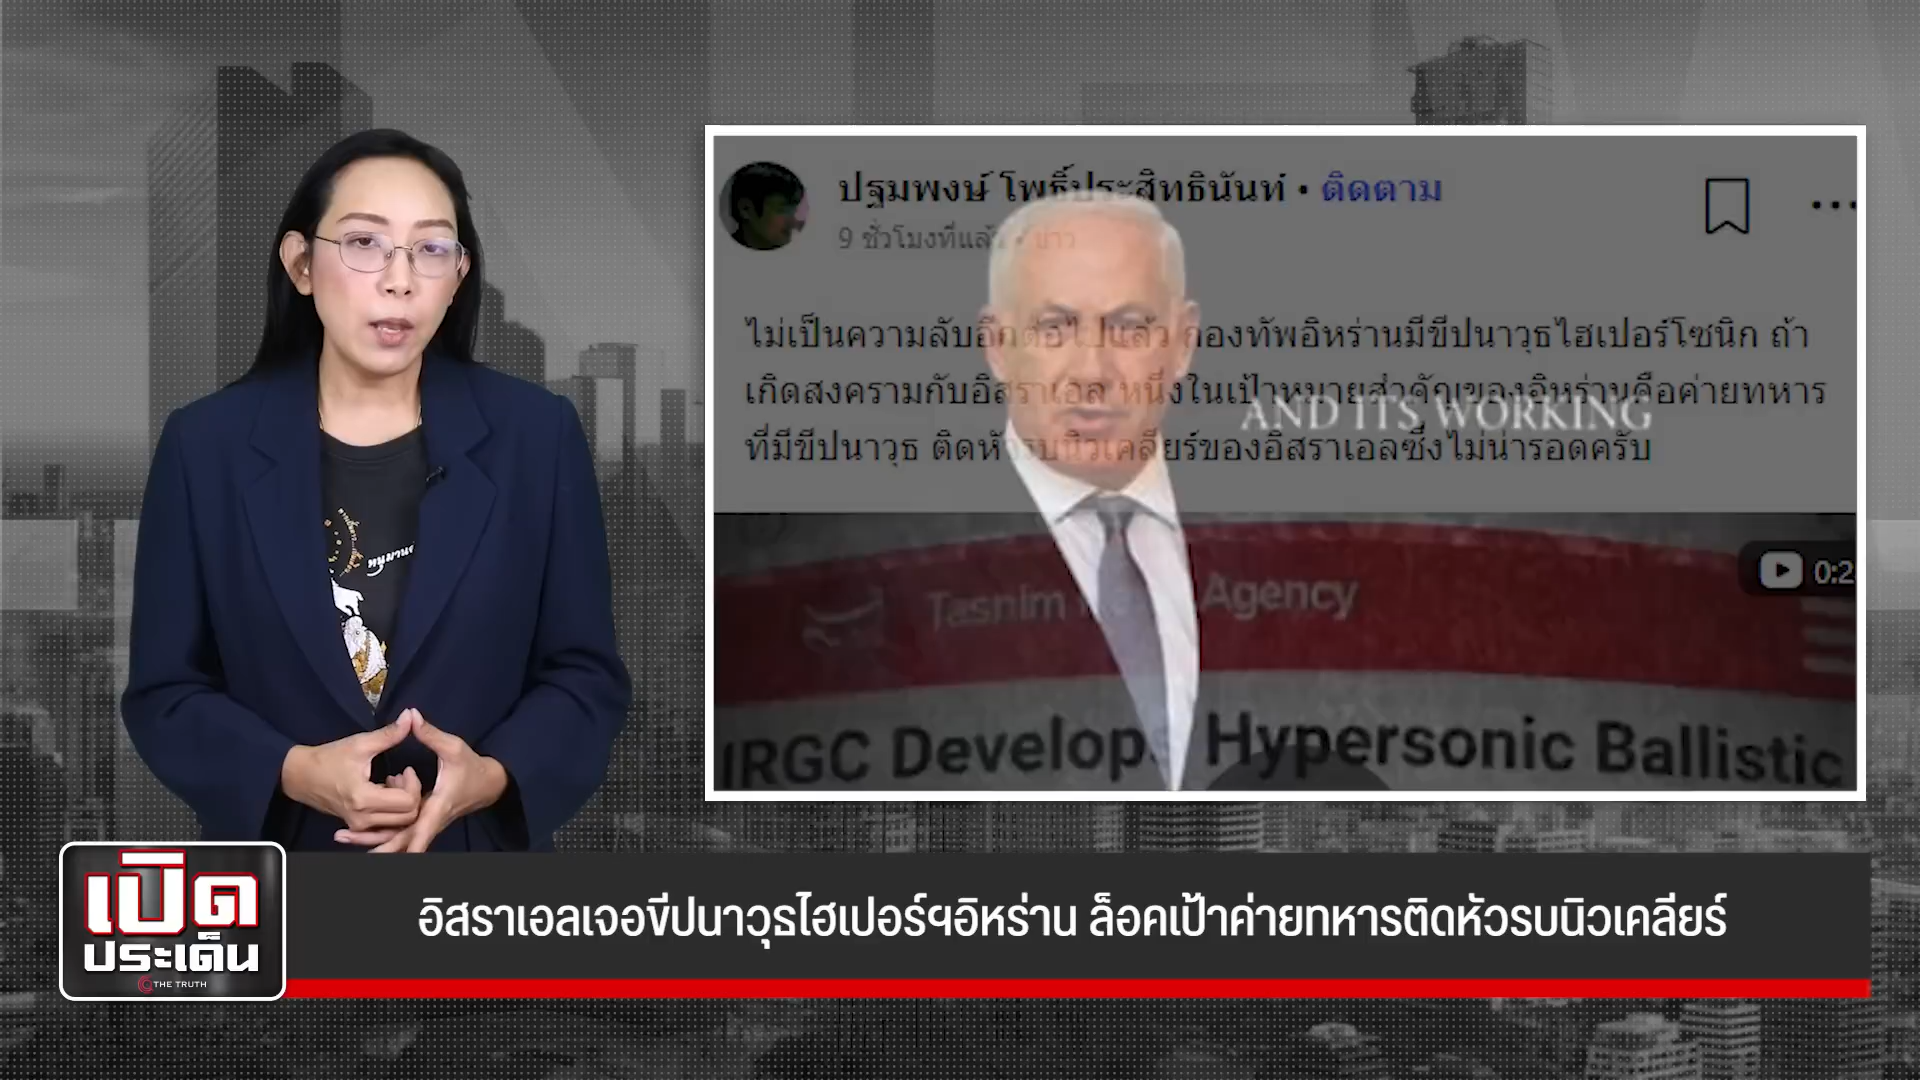 ปฐมพงษ์ โพธิ์ประสิทธินันท์ • ติดตาม
9 ชั่วโมงที่แล้ว • ข่าว
ไม่เป็นความลับอีกต่อไปแล้ว กองทัพอิหร่านมีขีปนาวุธไฮเปอร์โซนิก ถ้า
เกิดสงครามกับอิสราเอล หนึ่งในเป้าหมายสำคัญของอิหร่านคือค่ายทหาร
AND ITS WORKING
ที่มีขีปนาวุธ ติดหัวรบนิวเคลียร์ของอิสราเอลซึ่งไม่น่ารอดครับ
0:2
Tasnim Agency
IRGC Develops Hypersonic Ballistic
หนุมาน
เปิด
ประเด็น
THE TRUTH
อิสราเอลเจอขีปนาวุธไฮเปอร์ฯอิหร่าน ล็อคเป้าค่ายทหารติดหัวรบนิวเคลียร์